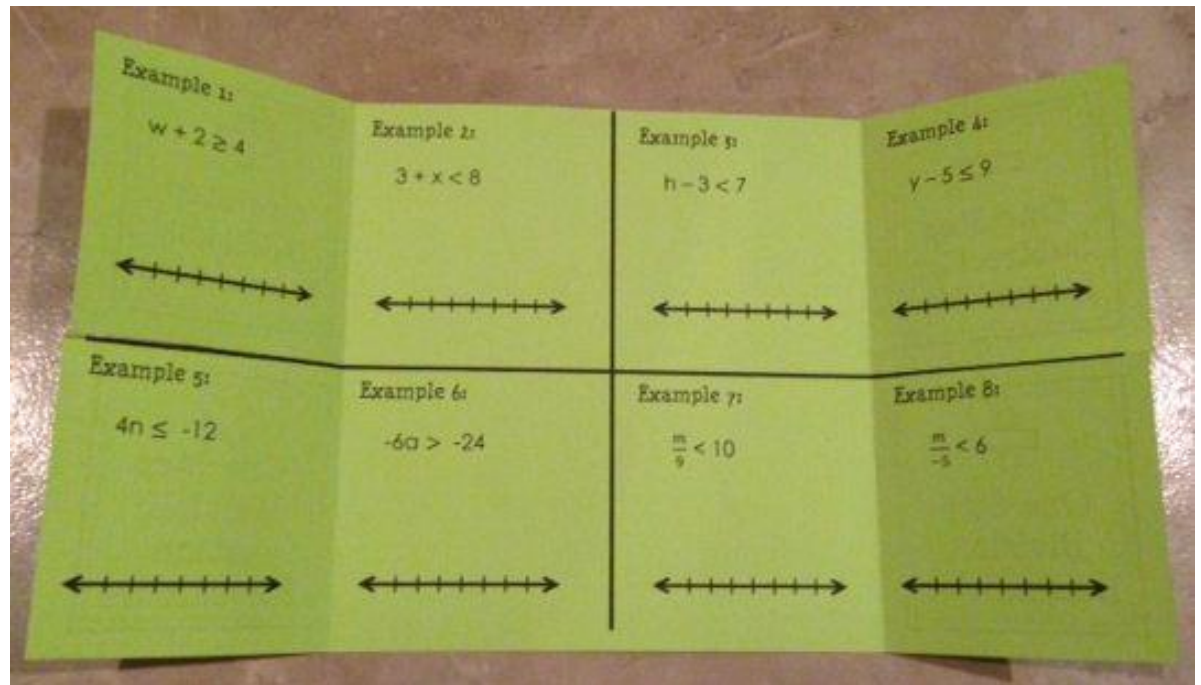 Example 1:
w + 2 ≥ 4
Example 2:
3 + x < 8
Example 3:
h – 3 < 7
Example 4:
y – 5 ≤ 9
Example 5:
4n ≤ -12
Example 6:
-6a > -24
Example 7:
m/9 < 10
Example 8:
m/-5 < 6